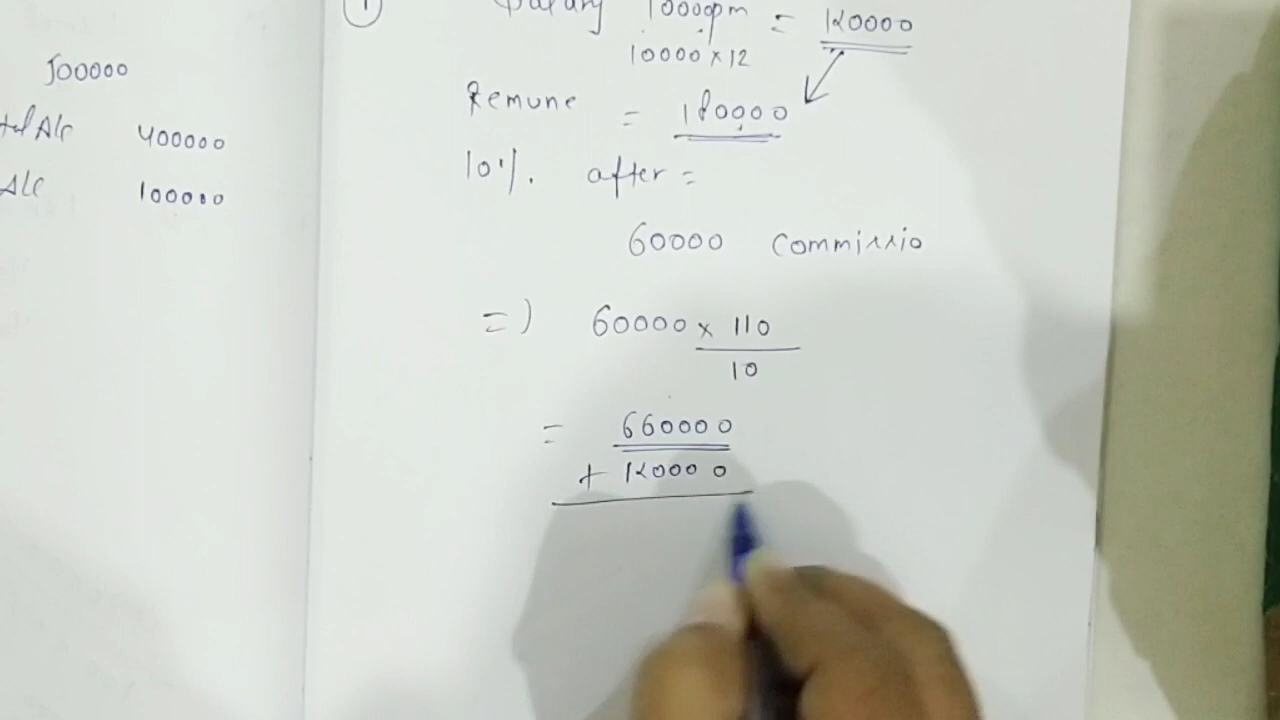 500000
A/c 400000
A/c 100000
1
Salary 10000pm = 120000
10000 x 12
Remune = 180000
10%. after =
60000 commissio
=) 60000 x 110
10
= 660000
+ 120000